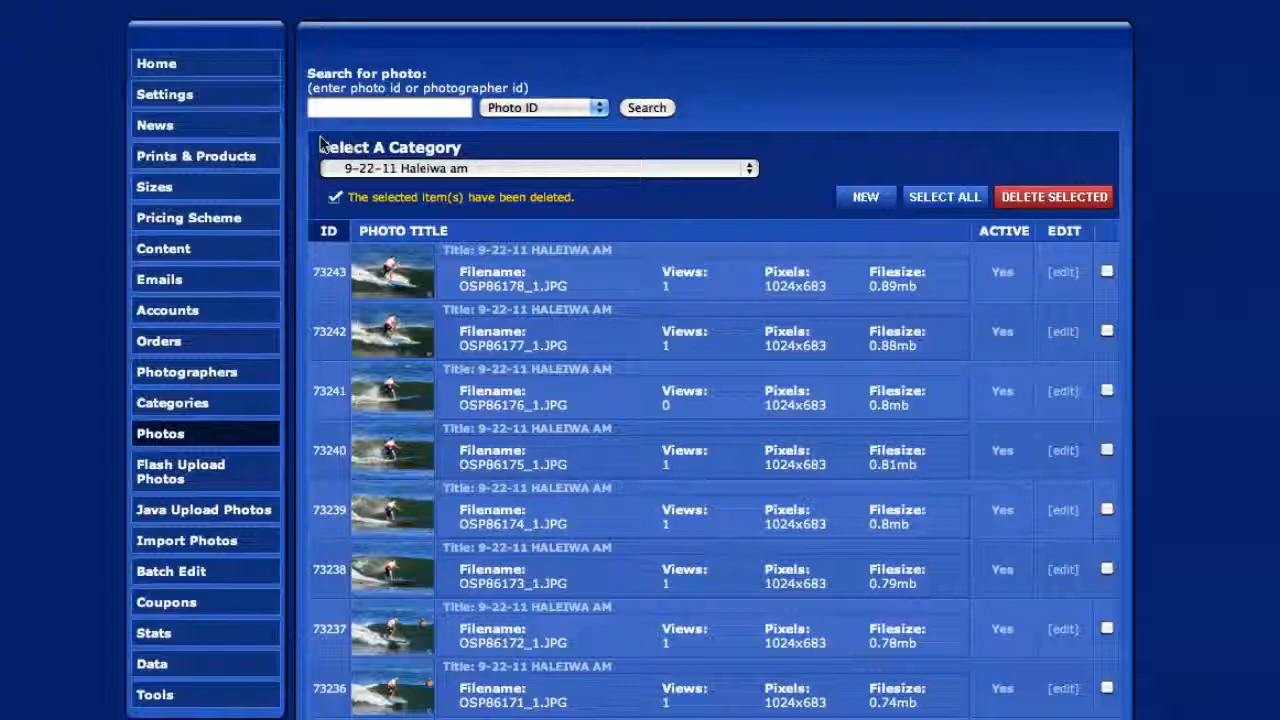 Home
Settings
News
Prints & Products
Sizes
Pricing Scheme
Content
Emails
Accounts
Orders
Photographers
Categories
Photos
Flash Upload
Photos
Java Upload Photos
Import Photos
Batch Edit
Coupons
Stats
Data
Tools
Search for photo:
(enter photo id or photographer id)
Photo ID Search
Select A Category
9-22-11 Haleiwa am
The selected item(s) have been deleted. NEW SELECT ALL DELETE SELECTED
ID PHOTO TITLE ACTIVE EDIT
Title: 9-22-11 HALEIWA AM
73243 Filename: Views: Pixels: Filesize: Yes [edit]
OSP86178_1.JPG 1 1024x683 0.89mb
Title: 9-22-11 HALEIWA AM
73242 Filename: Views: Pixels: Filesize: Yes [edit]
OSP86177_1.JPG 1 1024x683 0.88mb
Title: 9-22-11 HALEIWA AM
73241 Filename: Views: Pixels: Filesize: Yes [edit]
OSP86176_1.JPG 0 1024x683 0.8mb
Title: 9-22-11 HALEIWA AM
73240 Filename: Views: Pixels: Filesize: Yes [edit]
OSP86175_1.JPG 1 1024x683 0.81mb
Title: 9-22-11 HALEIWA AM
73239 Filename: Views: Pixels: Filesize: Yes [edit]
OSP86174_1.JPG 1 1024x683 0.8mb
Title: 9-22-11 HALEIWA AM
73238 Filename: Views: Pixels: Filesize: Yes [edit]
OSP86173_1.JPG 1 1024x683 0.79mb
Title: 9-22-11 HALEIWA AM
73237 Filename: Views: Pixels: Filesize: Yes [edit]
OSP86172_1.JPG 1 1024x683 0.78mb
Title: 9-22-11 HALEIWA AM
73236 Filename: Views: Pixels: Filesize: Yes [edit]
OSP86171_1.JPG 1 1024x683 0.74mb